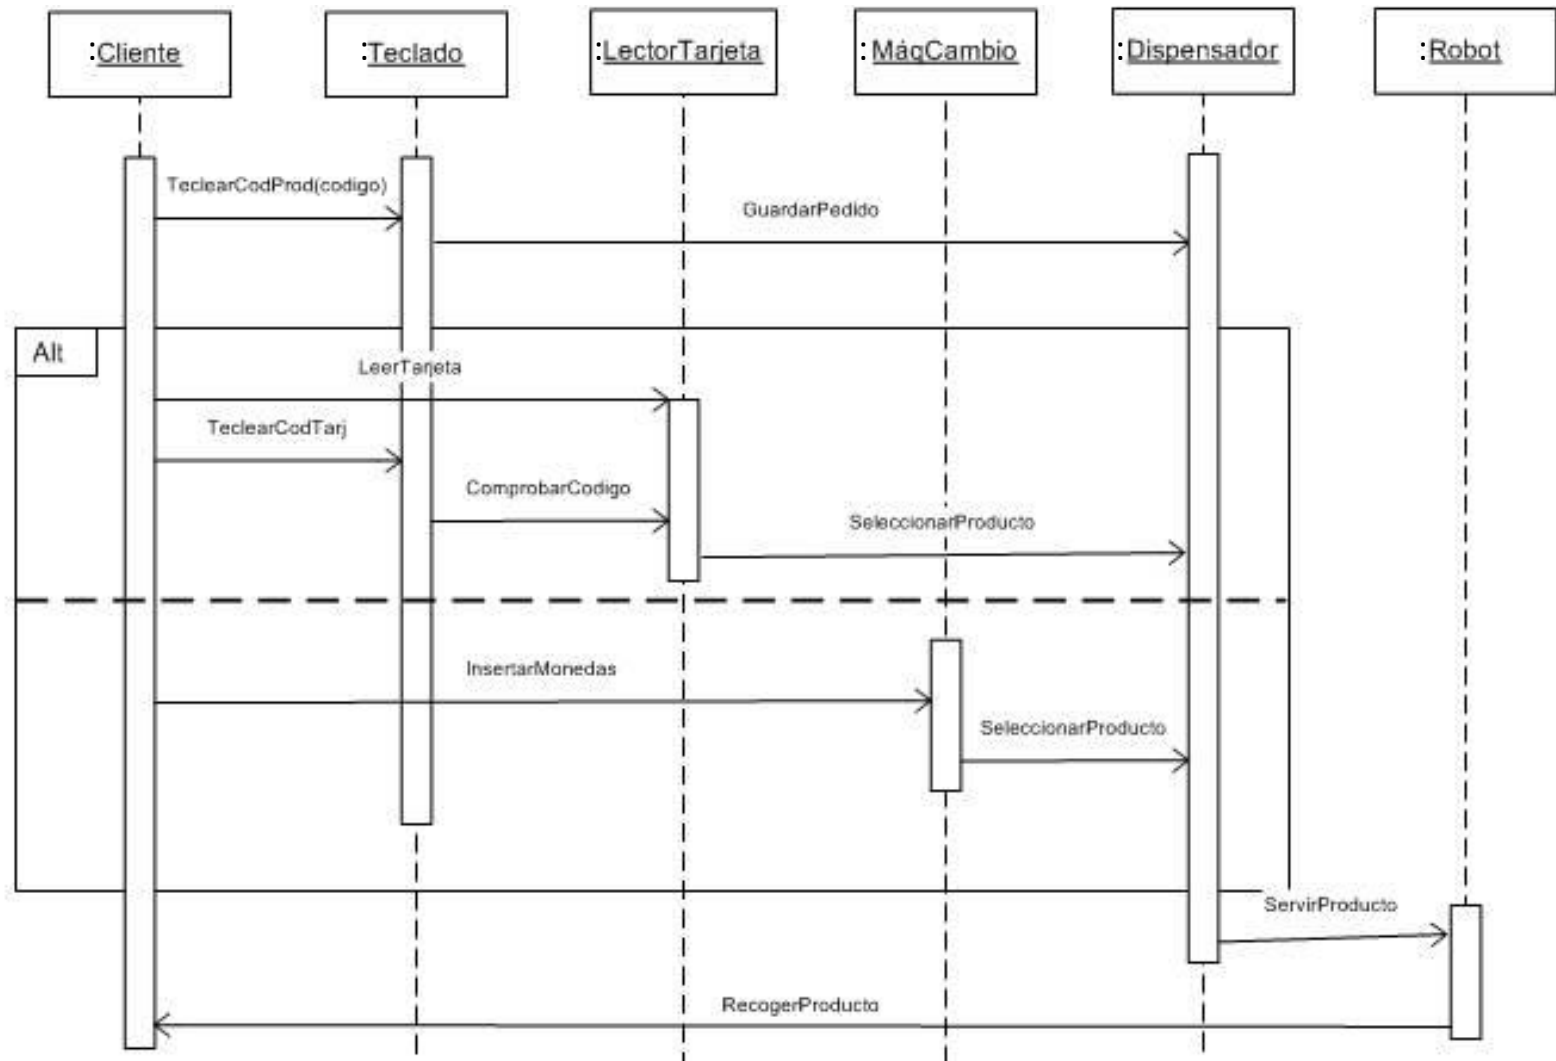 :Cliente
:Teclado
:LectorTarjeta
:MáqCambio
:Dispensador
:Robot
TeclearCodProd(codigo)
GuardarPedido
Alt
LeerTarjeta
TeclearCodTarj
ComprobarCodigo
SeleccionarProducto
InsertarMonedas
SeleccionarProducto
ServirProducto
RecogerProducto